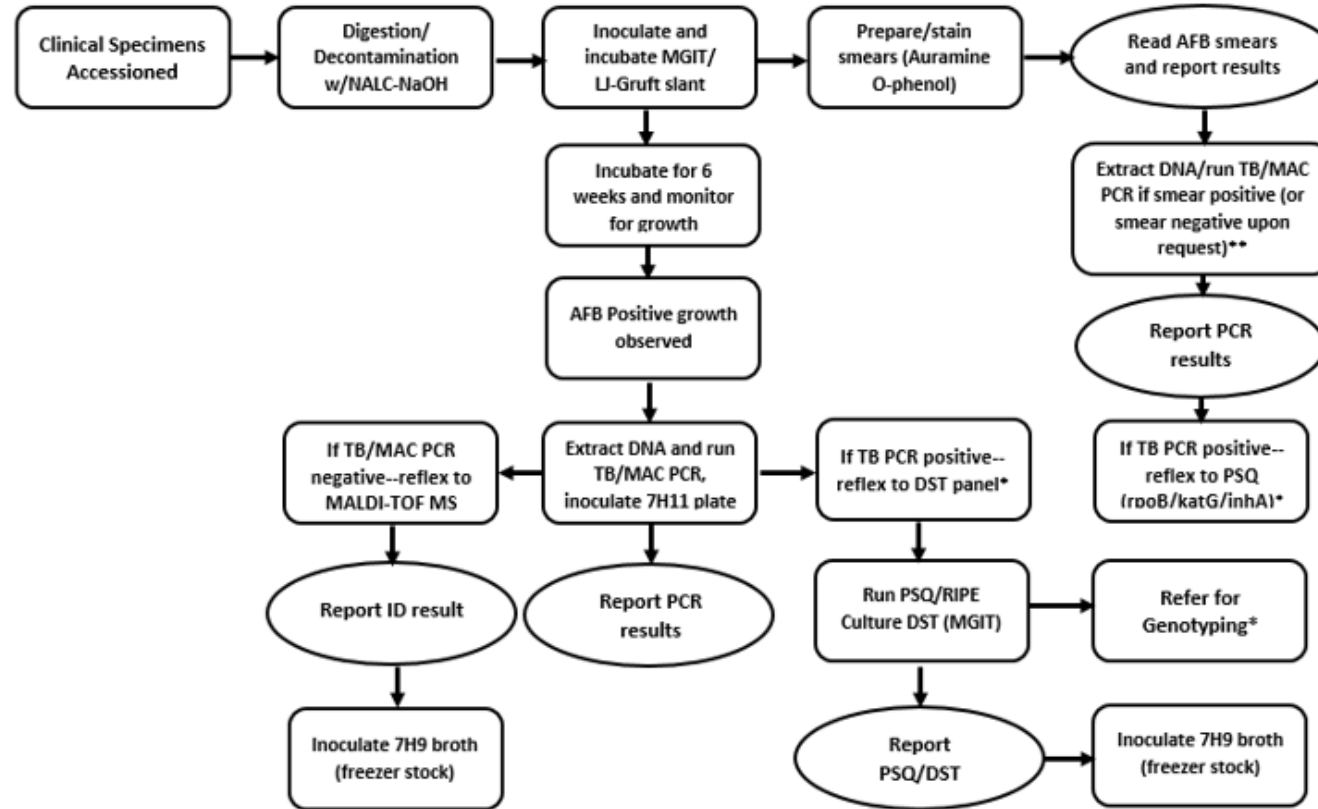 Clinical Specimens
Accessioned
Digestion/
Decontamination
w/NALC-NaOH
Inoculate and
incubate MGIT/
LJ-Gruft slant
Prepare/stain
smears (Auramine
O-phenol)
Read AFB smears
and report results
Incubate for 6
weeks and monitor
for growth
Extract DNA/run TB/MAC
PCR if smear positive (or
smear negative upon
request)**
AFB Positive growth
observed
Report PCR
results
If TB/MAC PCR
negative--reflex to
MALDI-TOF MS
Extract DNA and run
TB/MAC PCR,
inoculate 7H11 plate
If TB PCR positive--
reflex to DST panel*
If TB PCR positive--
reflex to PSQ
(rpoB/katG/inhA)*
Report ID result
Report PCR
results
Run PSQ/RIPE
Culture DST (MGIT)
Refer for
Genotyping*
Inoculate 7H9 broth
(freezer stock)
Report
PSQ/DST
Inoculate 7H9 broth
(freezer stock)